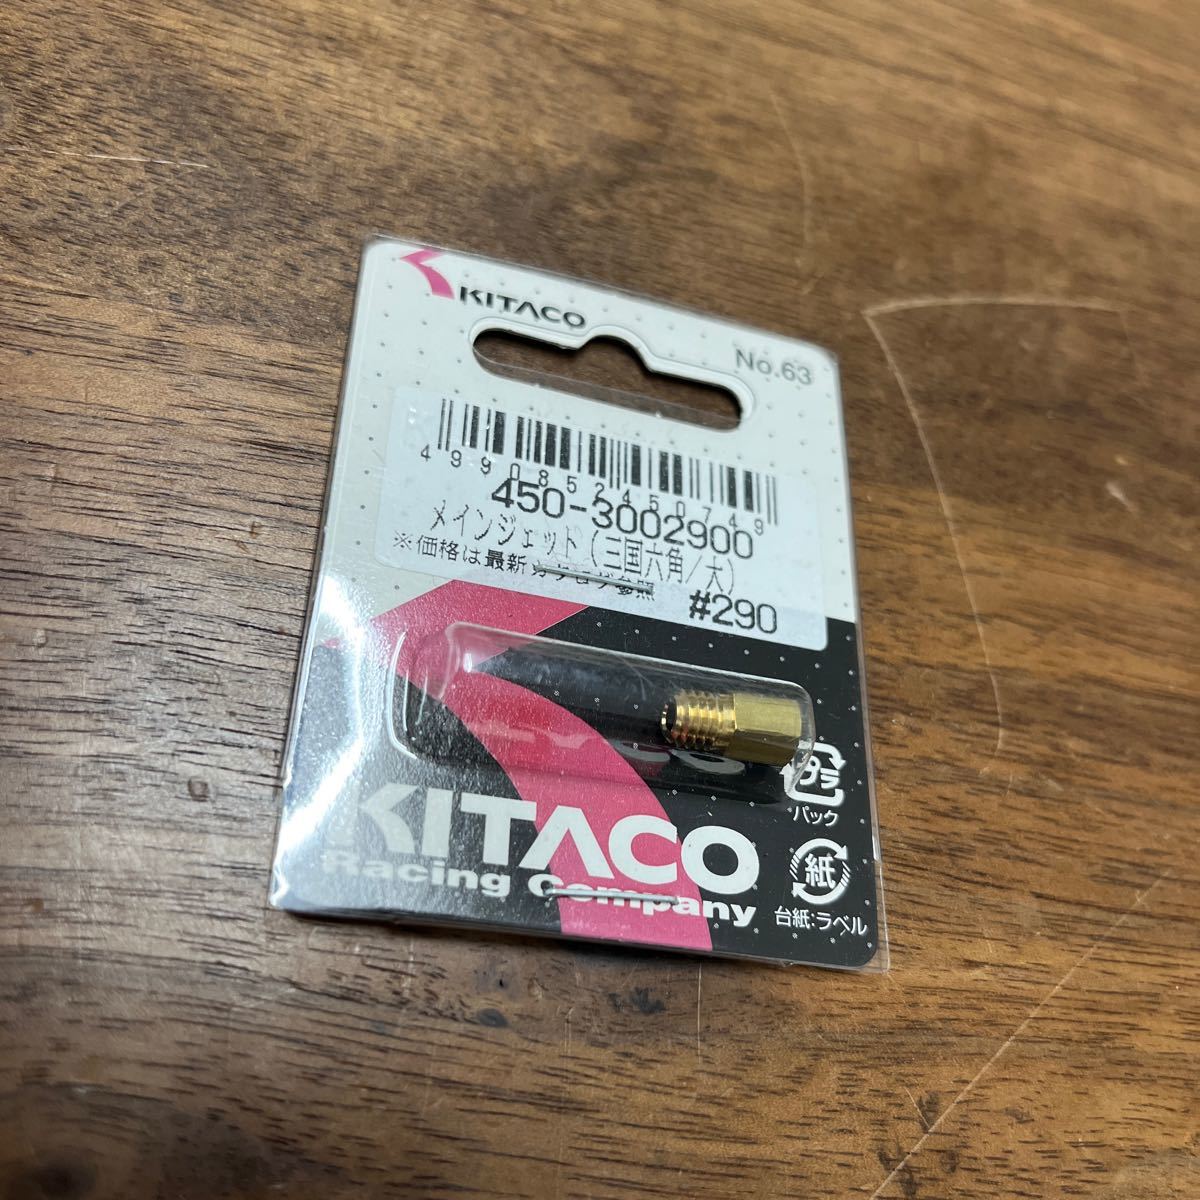 KITACO
No.63
4990852450749
450-3002900
メインジェット(三国六角/大)
※価格は最新カタログ参照
#290
プラ
パック
KITACO
Racing Company
紙
台紙:ラベル